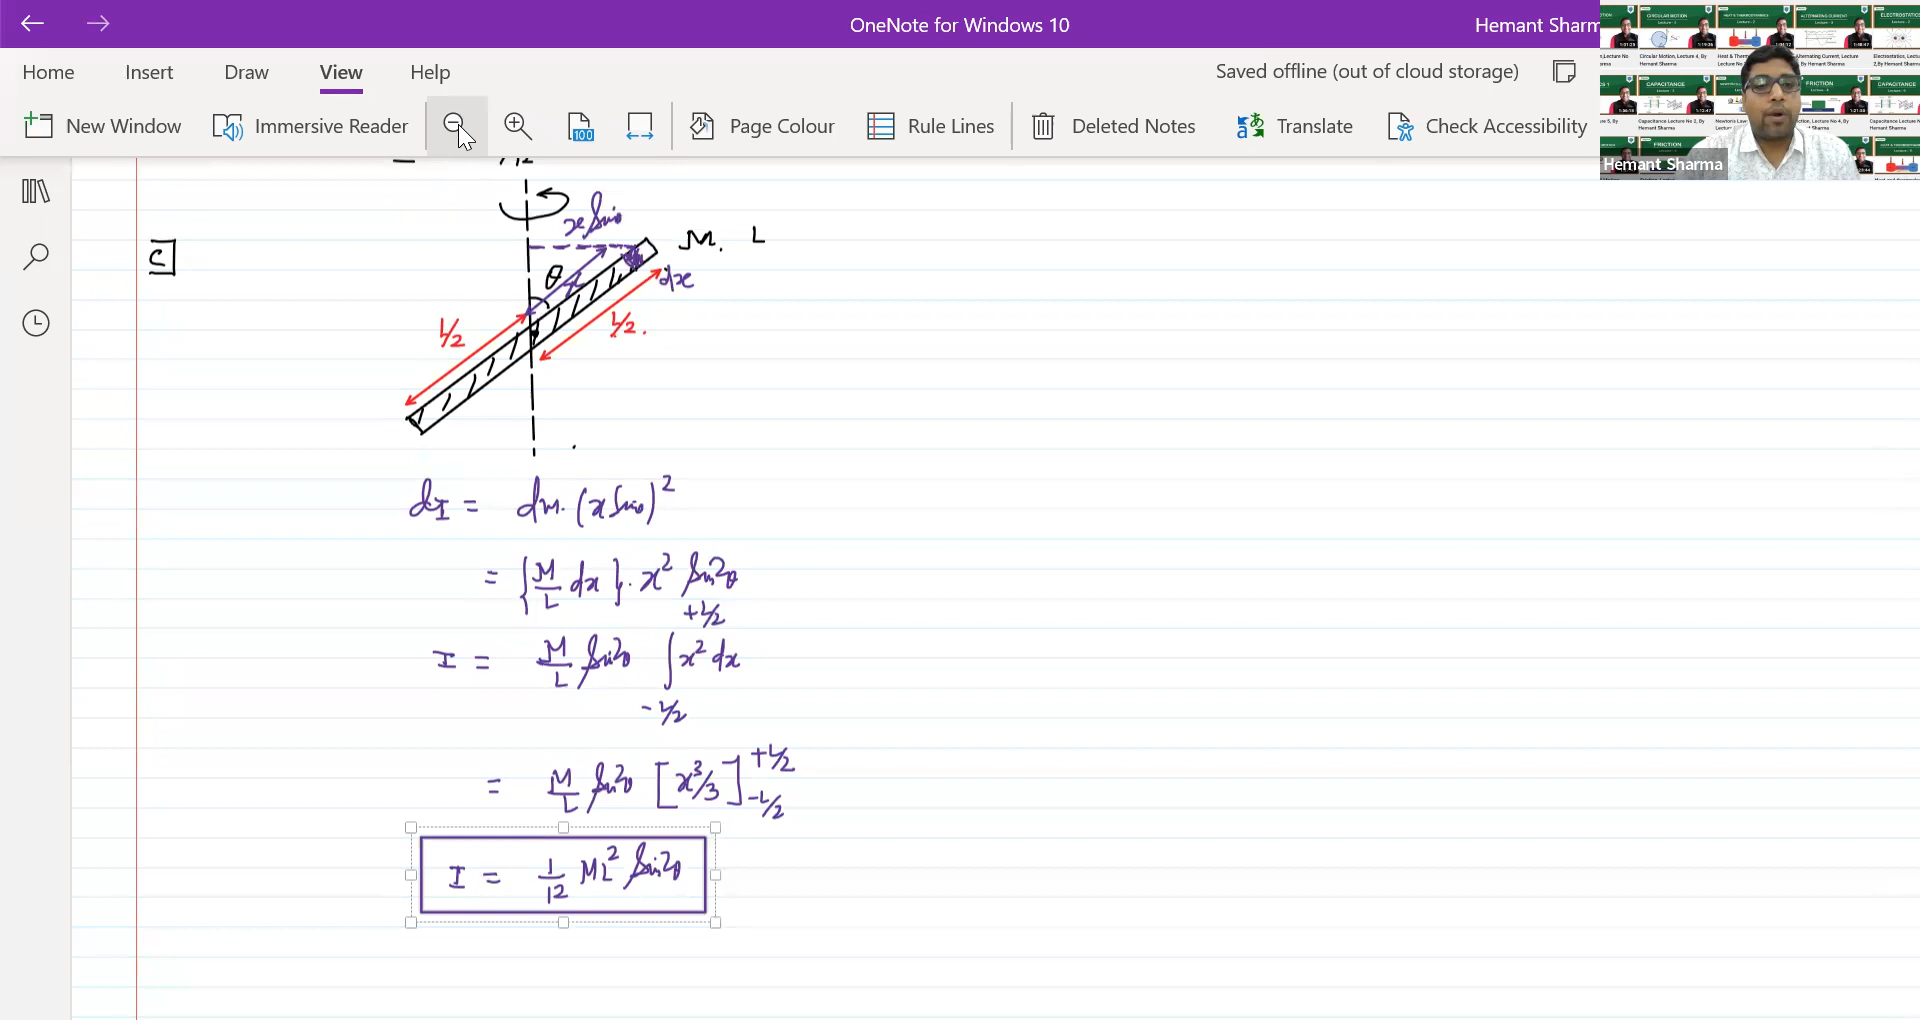 OneNote for Windows 10
Hemant Sharm
Home Insert Draw View Help
Saved offline (out of cloud storage)
New Window Immersive Reader 100 Page Colour Rule Lines Deleted Notes Translate Check Accessibility
Hemant Sharma
x Sinθ
C
M, L
θ
x
dx
L/2
L/2
dI = dm. (x Sinθ)²
= {M/L dx}. x² Sin²θ
I = M/L Sin²θ ∫_{-L/2}^{+L/2} x² dx
= M/L Sin²θ [x³/3]_{-L/2}^{+L/2}
I = 1/12 ML² Sin²θ